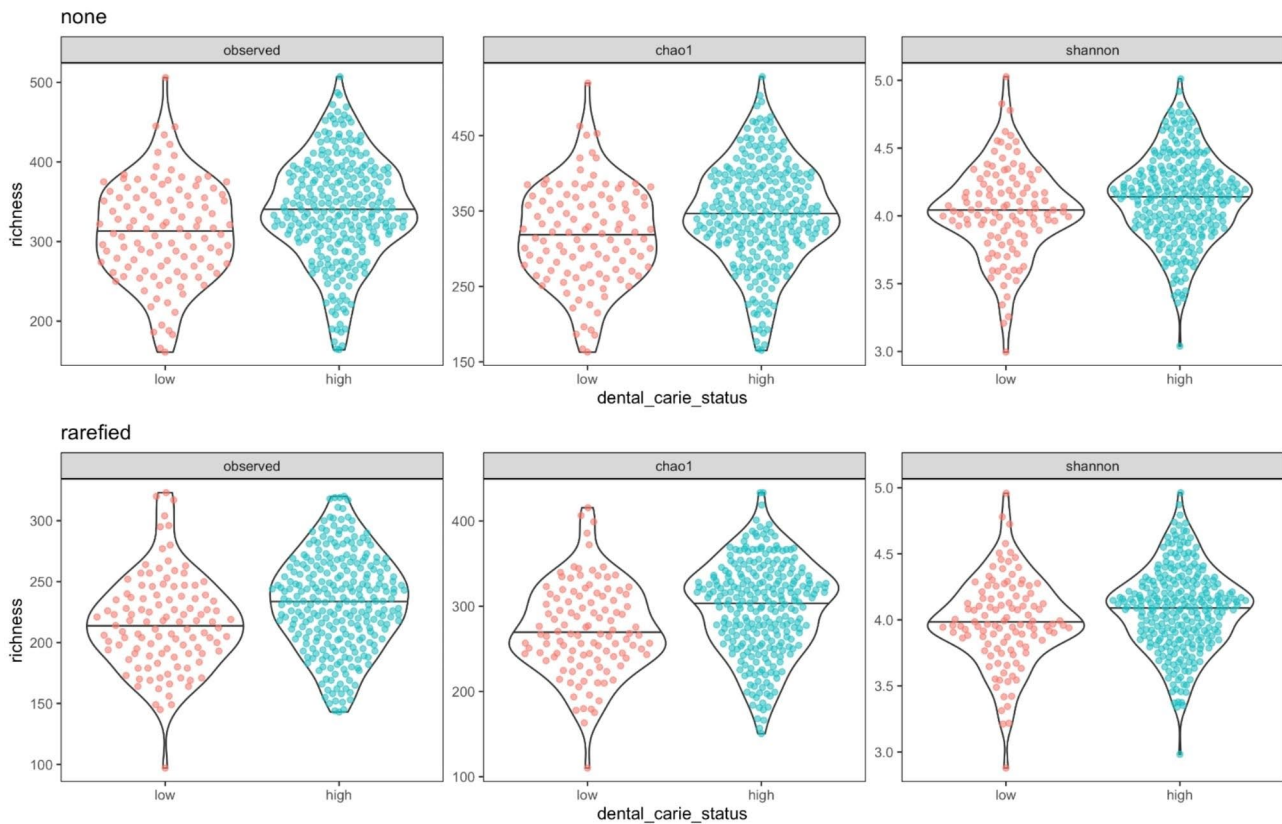 none
observed
chao1
shannon
richness
500
400
300
200
450
350
250
150
5.0
4.5
4.0
3.5
3.0
low
high
low
high
low
high
dental_carie_status
rarefied
observed
chao1
shannon
richness
300
250
200
150
100
400
300
200
100
5.0
4.5
4.0
3.5
3.0
low
high
low
high
low
high
dental_carie_status